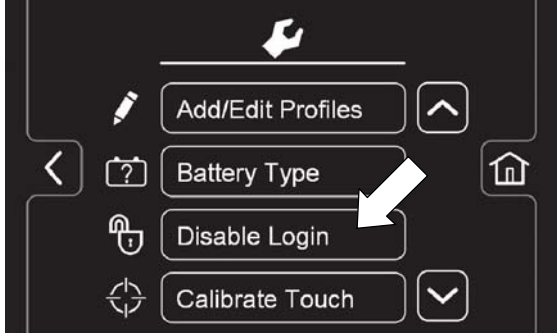 Add/Edit Profiles
Battery Type
Disable Login
Calibrate Touch